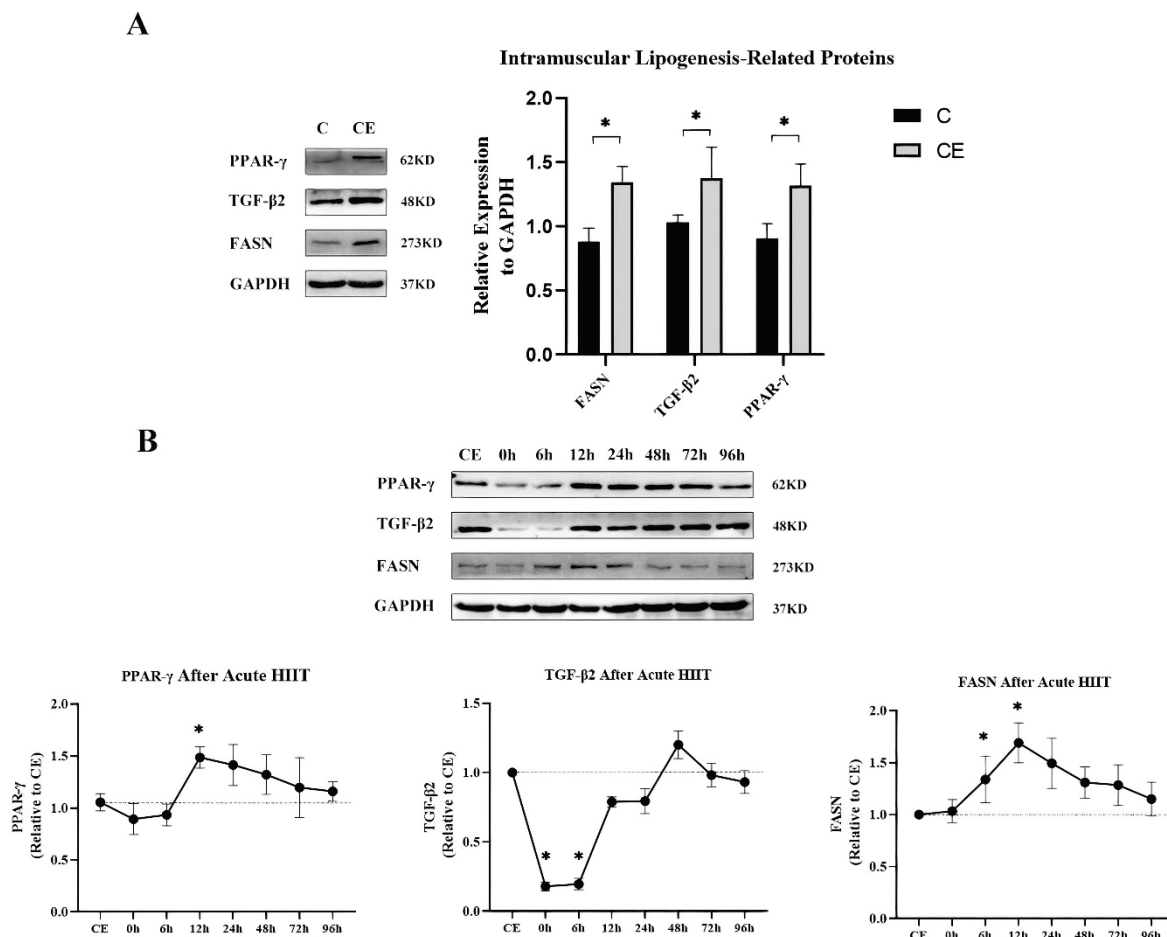 A
Intramuscular Lipogenesis-Related Proteins
C CE
PPAR-γ 62KD
TGF-β2 48KD
FASN 273KD
GAPDH 37KD
Relative Expression
to GAPDH
2.0
1.5
1.0
0.5
0.0
* * *
FASN TGF-β2 PPAR-γ
C
CE
B
CE 0h 6h 12h 24h 48h 72h 96h
PPAR-γ 62KD
TGF-β2 48KD
FASN 273KD
GAPDH 37KD
PPAR-γ After Acute HIIT
PPAR-γ
(Relative to CE)
2.0
1.5
1.0
0.5
0.0
*
CE 0h 6h 12h 24h 48h 72h 96h
TGF-β2 After Acute HIIT
TGF-β2
(Relative to CE)
1.5
1.0
0.5
0.0
* *
CE 0h 6h 12h 24h 48h 72h 96h
FASN After Acute HIIT
FASN
(Relative to CE)
2.0
1.5
1.0
0.5
0.0
* *
CE 0h 6h 12h 24h 48h 72h 96h